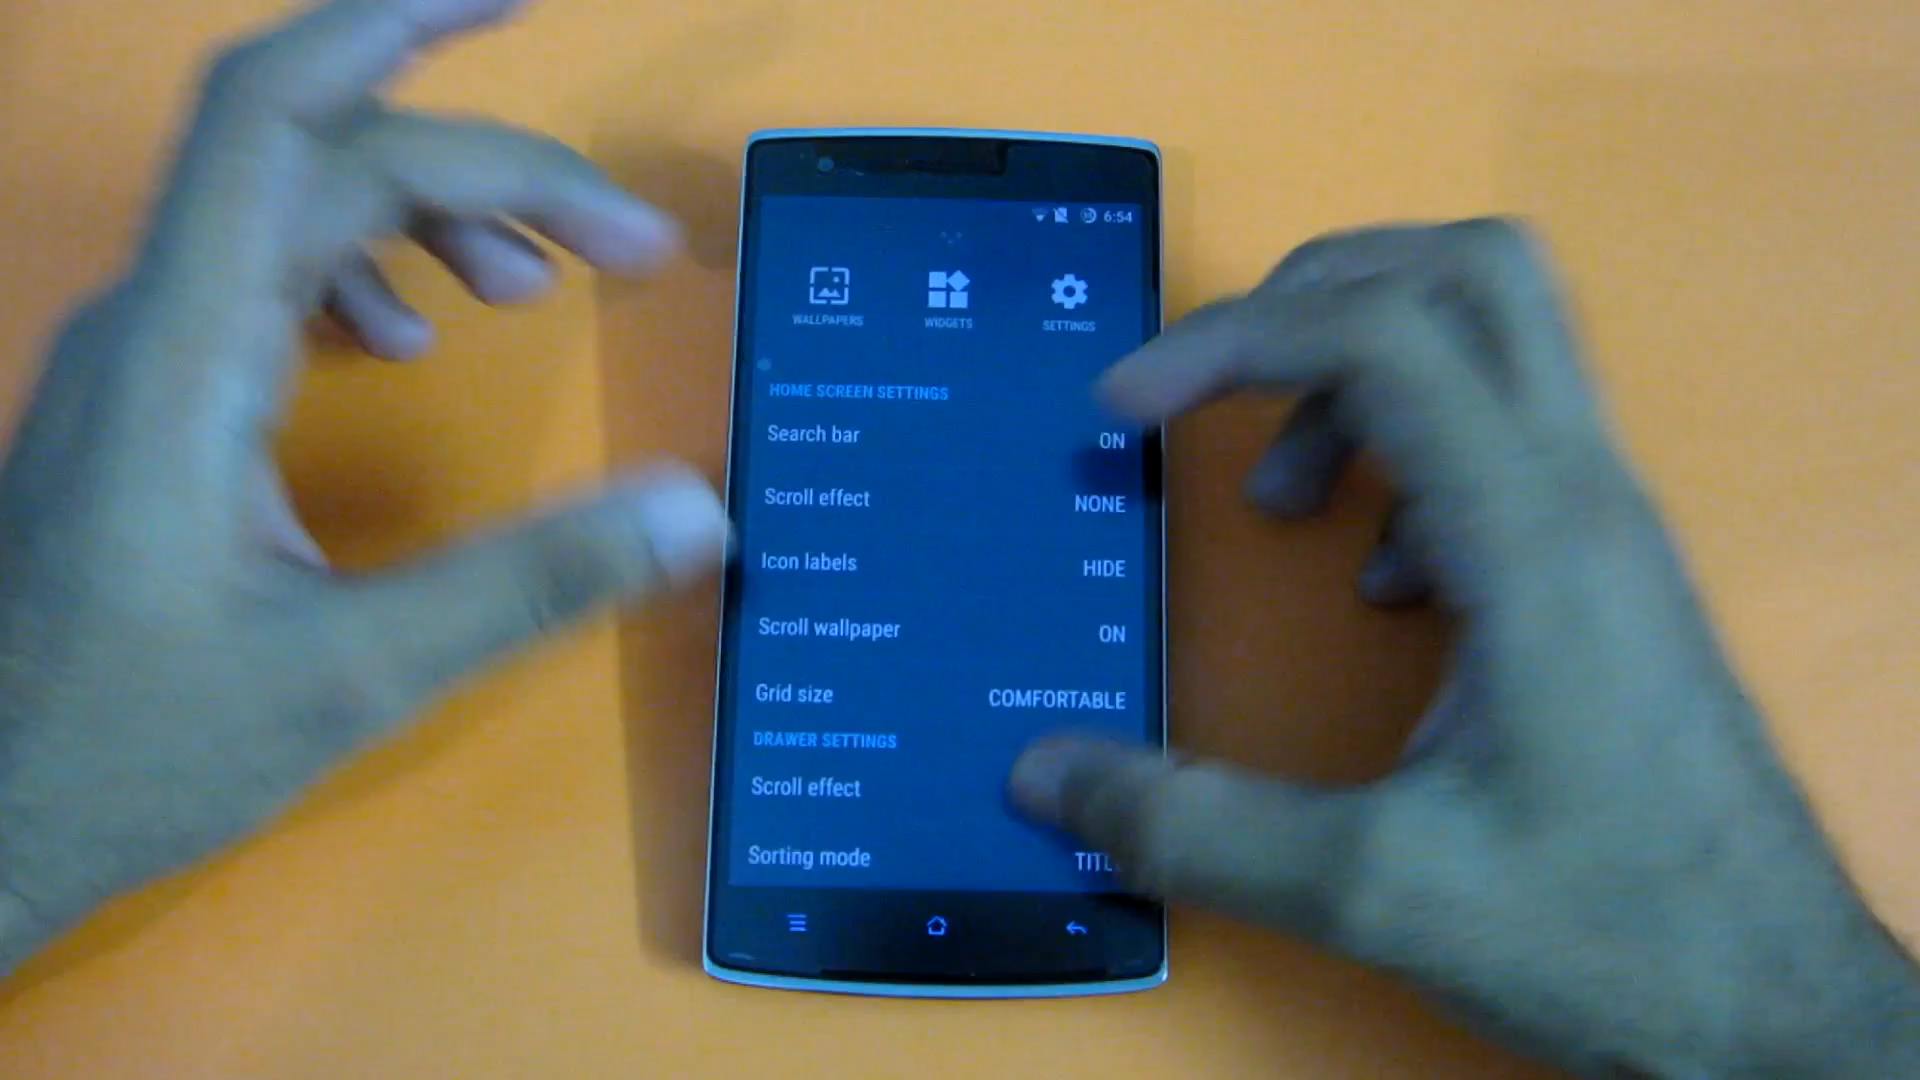 6:54
WALLPAPERS WIDGETS SETTINGS
HOME SCREEN SETTINGS
Search bar ON
Scroll effect NONE
Icon labels HIDE
Scroll wallpaper ON
Grid size COMFORTABLE
DRAWER SETTINGS
Scroll effect
Sorting mode